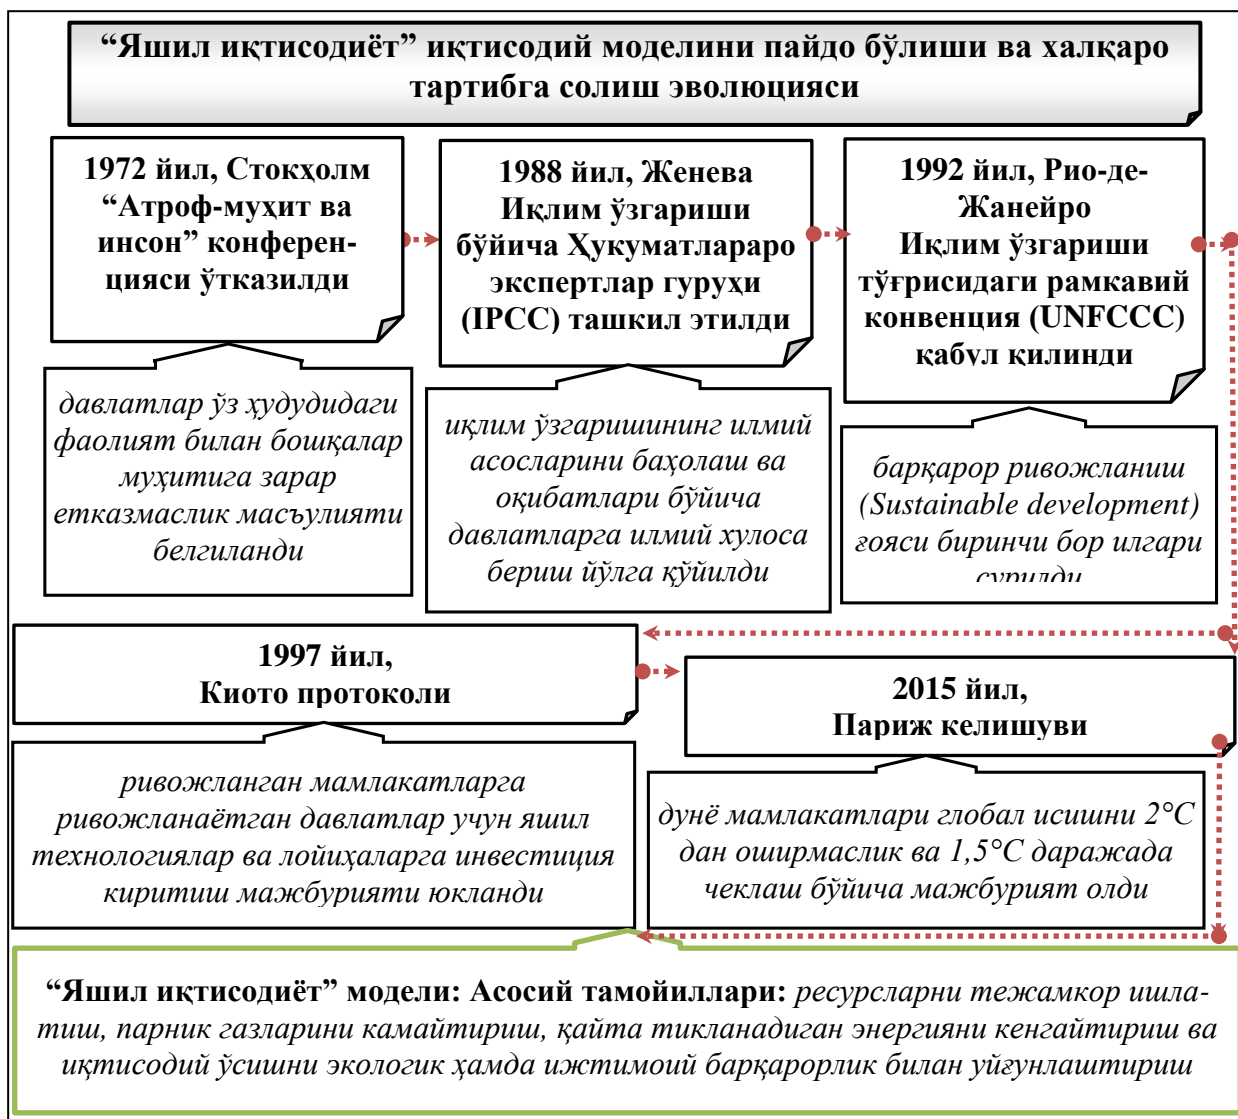 “Яшил иқтисодиёт” иқтисодий моделини пайдо бўлиши ва халқаро
тартибга солиш эволюцияси
1972 йил, Стокҳолм
“Атроф-муҳит ва
инсон” конферен-
цияси ўтказилди
1988 йил, Женева
Иқлим ўзгариши
бўйича Ҳукуматлараро
экспертлар гуруҳи
(IPCC) ташкил этилди
1992 йил, Рио-де-
Жанейро
Иқлим ўзгариши
тўғрисидаги рамкавий
конвенция (UNFCCC)
қабул қилинди
давлатлар ўз ҳудудидаги
фаолият билан бошқалар
муҳитига зарар
етказмаслик масъулияти
белгиланди
иқлим ўзгаришининг илмий
асосларини баҳолаш ва
оқибатлари бўйича
давлатларга илмий хулоса
бериш йўлга қўйилди
барқарор ривожланиш
(Sustainable development)
ғояси биринчи бор илгари
сурилди
1997 йил,
Киото протоколи
2015 йил,
Париж келишуви
ривожланган мамлакатларга
ривожланаётган давлатлар учун яшил
технологиялар ва лойиҳаларга инвестиция
киритиш мажбурияти юкланди
дунё мамлакатлари глобал исишни 2°C
дан оширмаслик ва 1,5°C даражада
чеклаш бўйича мажбурият олди
“Яшил иқтисодиёт” модели: Асосий тамойиллари: ресурсларни тежамкор ишла-
тиш, парник газларини камайтириш, қайта тикланадиган энергияни кенгайтириш ва
иқтисодий ўсишни экологик ҳамда ижтимоий барқарорлик билан уйғунлаштириш